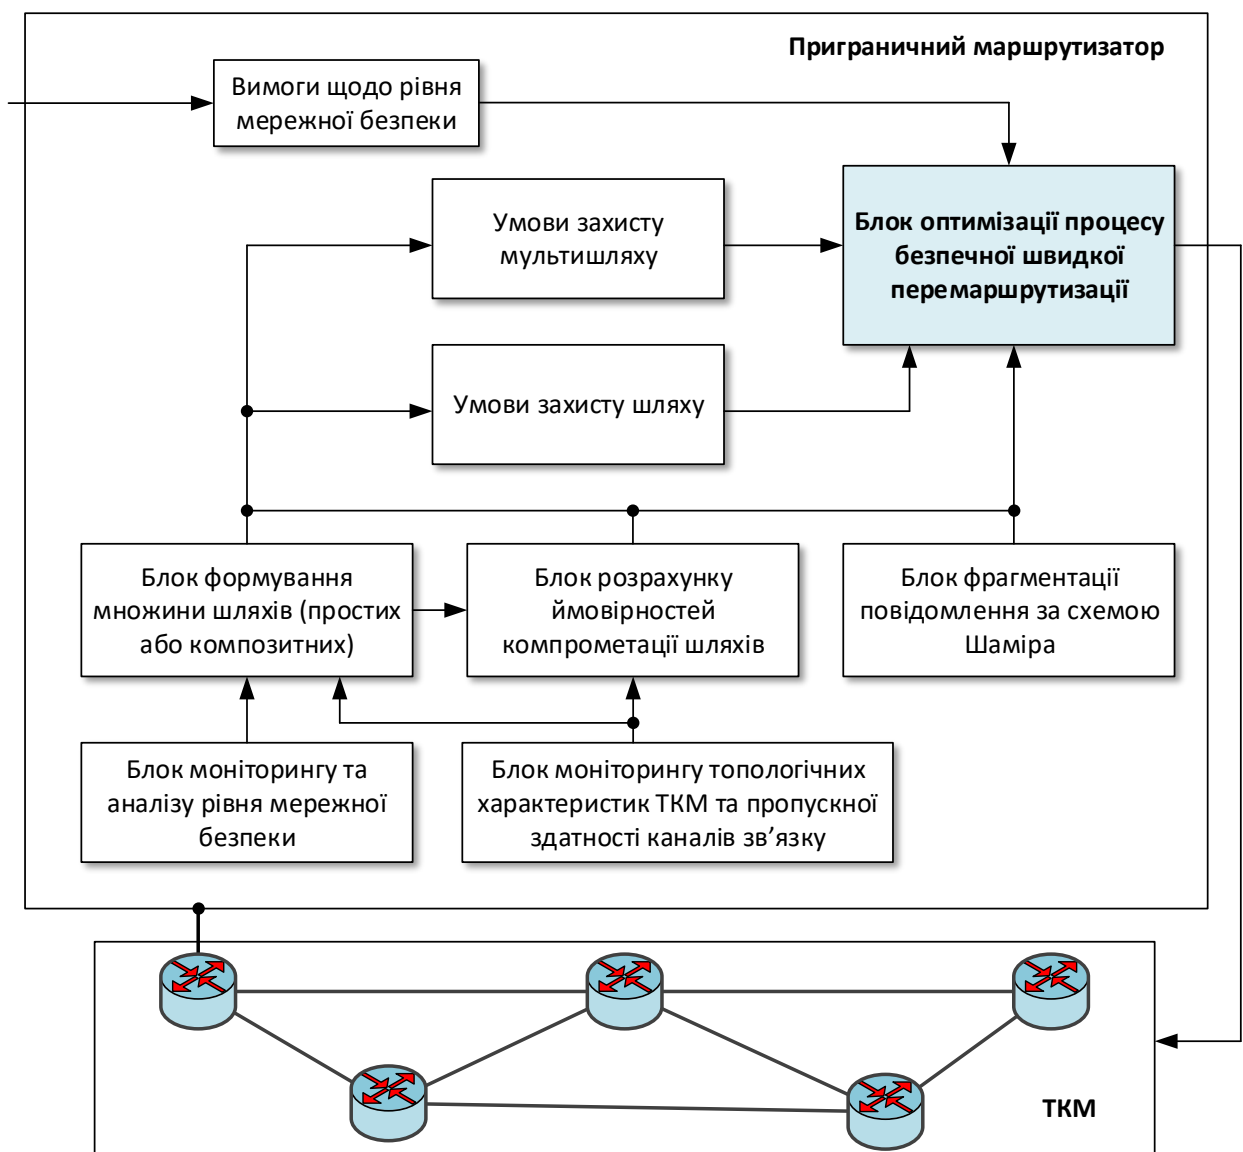 Приграничний маршрутизатор
Вимоги щодо рівня
мережної безпеки
Умови захисту
мультишляху
Блок оптимізації процесу
безпечної швидкої
перемаршрутизації
Умови захисту шляху
Блок формування
множини шляхів (простих
або композитних)
Блок розрахунку
ймовірностей
компрометації шляхів
Блок фрагментації
повідомлення за схемою
Шаміра
Блок моніторингу та
аналізу рівня мережної
безпеки
Блок моніторингу топологічних
характеристик ТКМ та пропускної
здатності каналів зв’язку
ТКМ